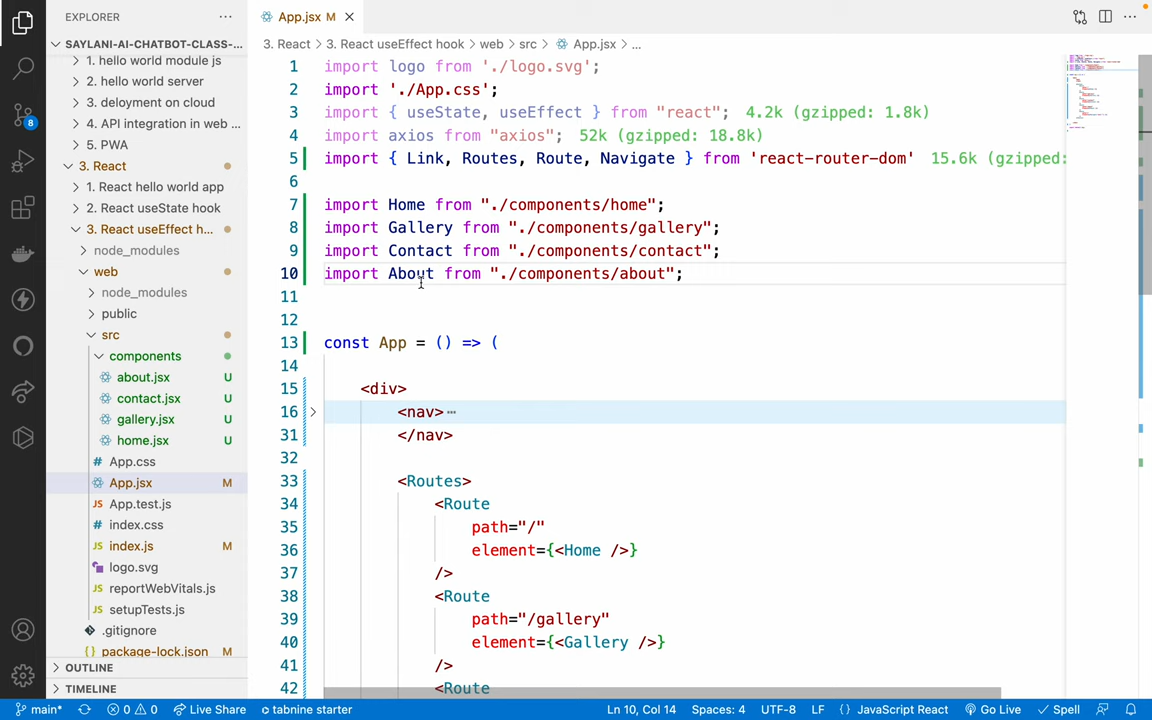 EXPLORER
SAYLANI-AI-CHATBOT-CLASS-...
1. hello world module js
2. hello world server
3. deloyment on cloud
4. API integration in web ...
5. PWA
3. React
1. React hello world app
2. React useState hook
3. React useEffect h...
node_modules
web
node_modules
public
src
components
about.jsx U
contact.jsx U
gallery.jsx U
home.jsx U
# App.css
App.jsx M
JS App.test.js
# index.css
JS index.js M
logo.svg
JS reportWebVitals.js
JS setupTests.js
.gitignore
{} package-lock.json M
OUTLINE
TIMELINE
8
App.jsx M
3. React > 3. React useEffect hook > web > src > App.jsx > ...
1 import logo from './logo.svg';
2 import './App.css';
3 import { useState, useEffect } from "react"; 4.2k (gzipped: 1.8k)
4 import axios from "axios"; 52k (gzipped: 18.8k)
5 import { Link, Routes, Route, Navigate } from 'react-router-dom' 15.6k (gzipped:
6
7 import Home from "./components/home";
8 import Gallery from "./components/gallery";
9 import Contact from "./components/contact";
10 import About from "./components/about";
11
12
13 const App = () => (
14
15 <div>
16 <nav>...
31 </nav>
32
33 <Routes>
34 <Route
35 path="/"
36 element={<Home />}
37 />
38 <Route
39 path="/gallery"
40 element={<Gallery />}
41 />
42 <Route
main* 0 0 Live Share tabnine starter Ln 10, Col 14 Spaces: 4 UTF-8 LF {} JavaScript React Go Live Spell